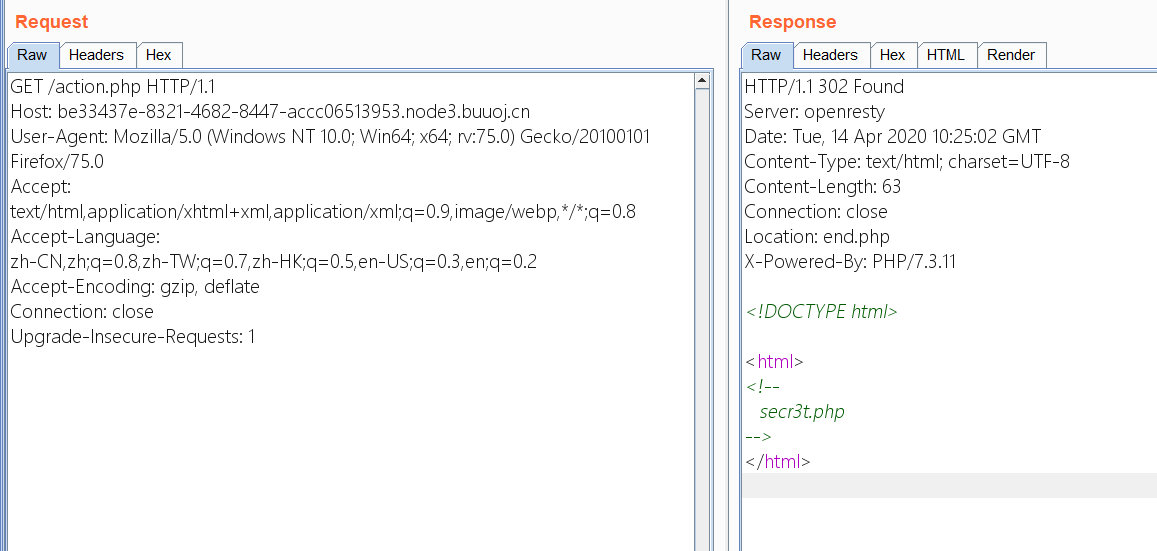 Request
Raw Headers Hex
GET /action.php HTTP/1.1
Host: be33437e-8321-4682-8447-accc06513953.node3.buuoj.cn
User-Agent: Mozilla/5.0 (Windows NT 10.0; Win64; x64; rv:75.0) Gecko/20100101
Firefox/75.0
Accept:
text/html,application/xhtml+xml,application/xml;q=0.9,image/webp,*/*;q=0.8
Accept-Language:
zh-CN,zh;q=0.8,zh-TW;q=0.7,zh-HK;q=0.5,en-US;q=0.3,en;q=0.2
Accept-Encoding: gzip, deflate
Connection: close
Upgrade-Insecure-Requests: 1
Response
Raw Headers Hex HTML Render
HTTP/1.1 302 Found
Server: openresty
Date: Tue, 14 Apr 2020 10:25:02 GMT
Content-Type: text/html; charset=UTF-8
Content-Length: 63
Connection: close
Location: end.php
X-Powered-By: PHP/7.3.11
<!DOCTYPE html>
<html>
<!--
secr3t.php
-->
</html>